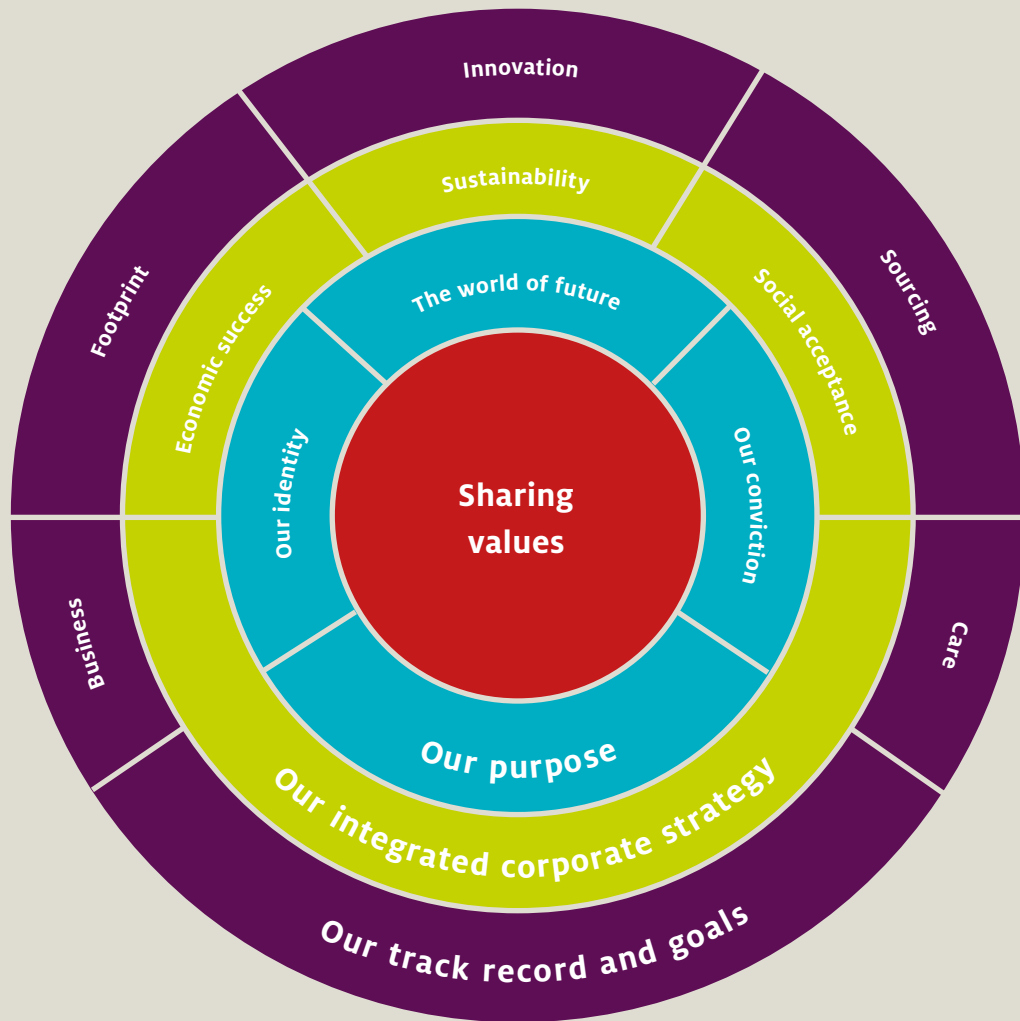 Innovation
Sustainability
The world of future
Footprint
Economic success
Our identity
Sourcing
Social acceptance
Our conviction
Sharing
values
Business
Care
Our purpose
Our integrated corporate strategy
Our track record and goals